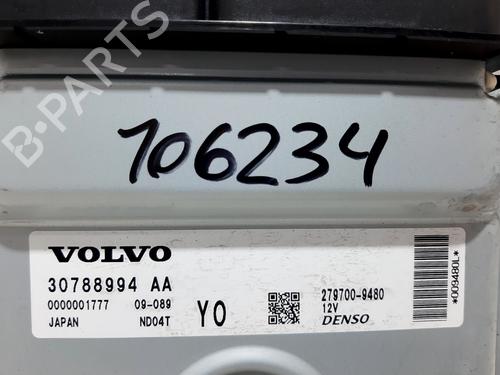 B-PARTS
106234
VOLVO
30788994 AA
0000001777 09-089
JAPAN ND04T
YO
279700-9480
12V
DENSO
*009480L*